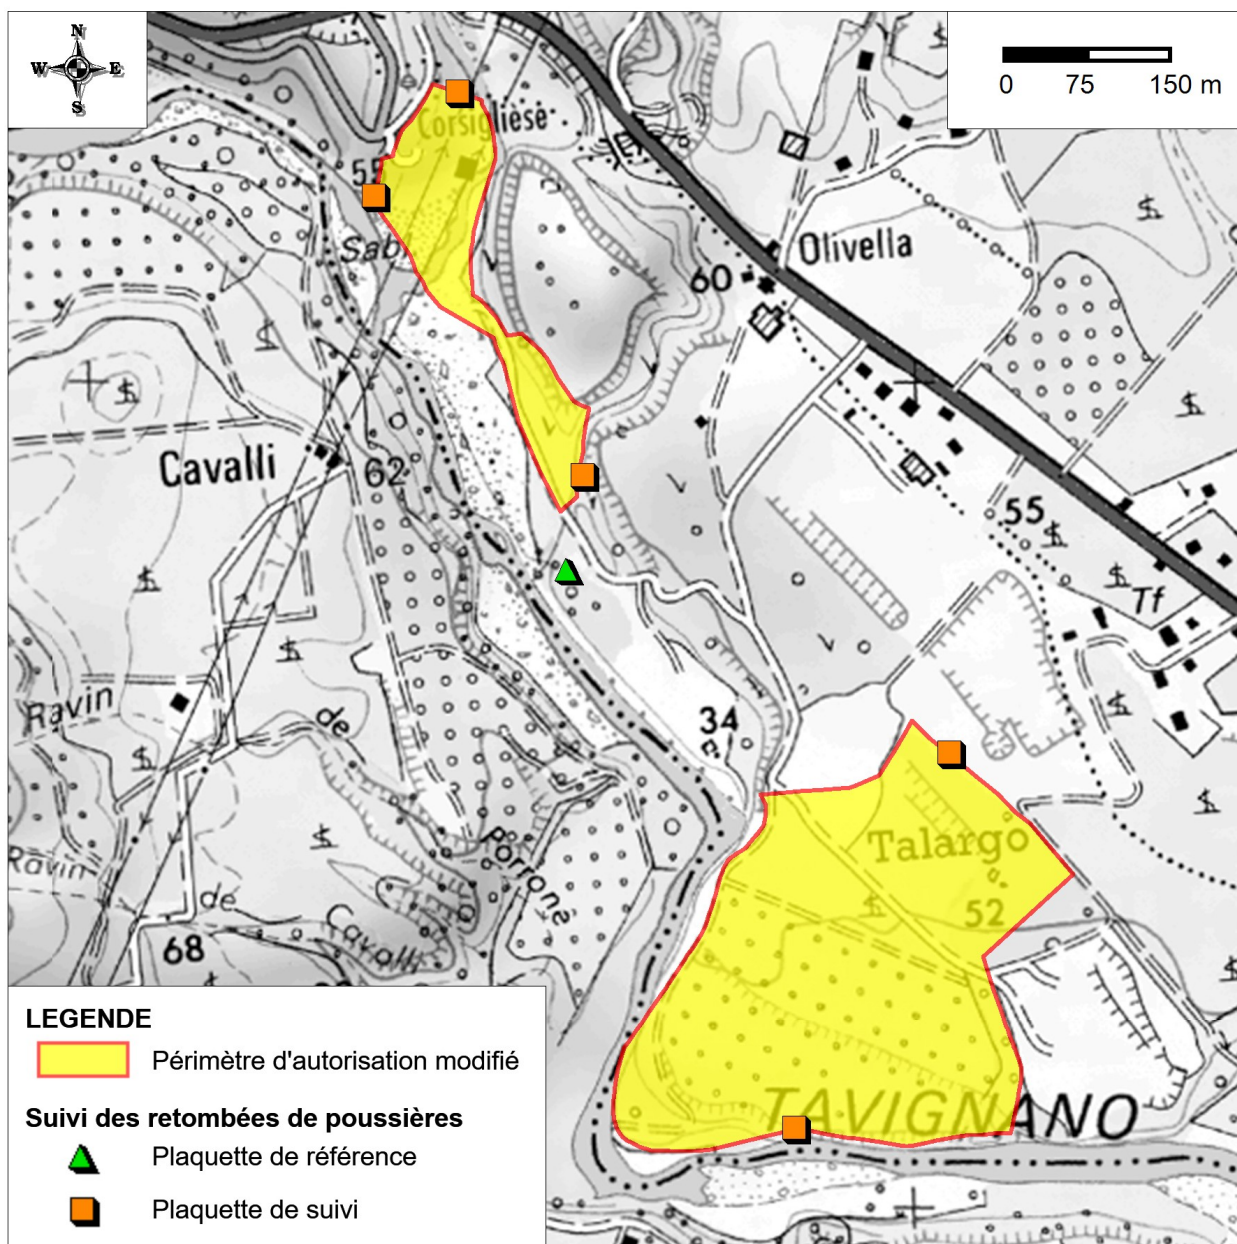 N
W E
S
0 75 150 m
Corsigliese
55
Sabl
Olivella
60
Cavalli
62
55
Tf
Ravin
de
34
Porrone
Talargo
52
Ravin
de
Cavalli
68
TAVIGNANO
LEGENDE
Périmètre d'autorisation modifié
Suivi des retombées de poussières
Plaquette de référence
Plaquette de suivi